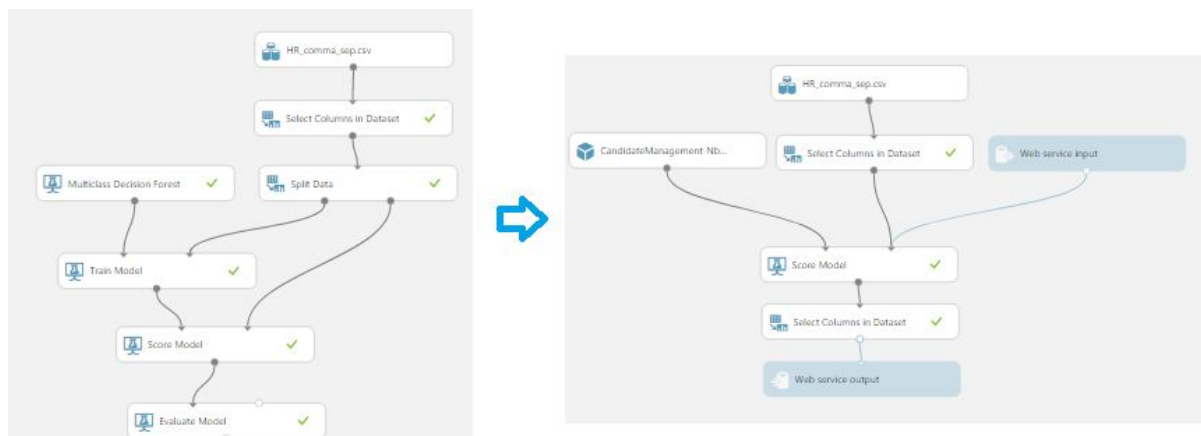 HR_comma_sep.csv
Select Columns in Dataset
Multiclass Decision Forest
Split Data
Train Model
Score Model
Evaluate Model
HR_comma_sep.csv
CandidateManagement-Nb...
Select Columns in Dataset
Web service input
Score Model
Select Columns in Dataset
Web service output